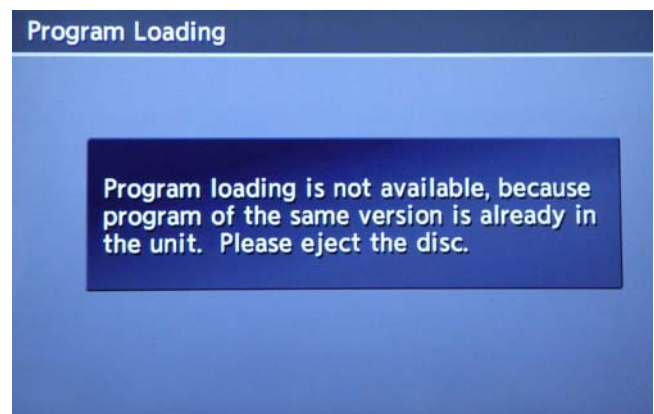 Program Loading
Program loading is not available, because
program of the same version is already in
the unit. Please eject the disc.